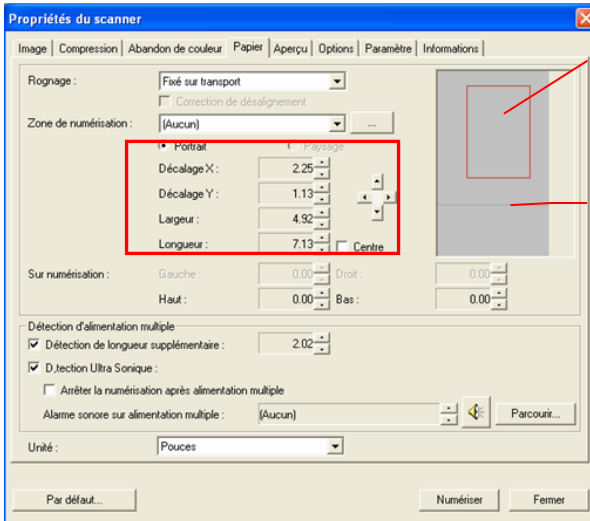 Propriétés du scanner
Image Compression Abandon de couleur Papier Aperçu Options Paramètre Informations
Rognage : Fixé sur transport
Correction de désalignement
Zone de numérisation : (Aucun) ...
Portrait Paysage
Décalage X : 2.25
Décalage Y : 1.13
Largeur : 4.92
Longueur : 7.13 Centre
Sur numérisation : Gauche : 0.00 Droit : 0.00
Haut : 0.00 Bas : 0.00
Détection d'alimentation multiple
Détection de longueur supplémentaire : 2.02
D,tection Ultra Sonique :
Arrêter la numérisation après alimentation multiple
Alarme sonore sur alimentation multiple : (Aucun) Parcourir...
Unité : Pouces
Par défaut... Numériser Fermer